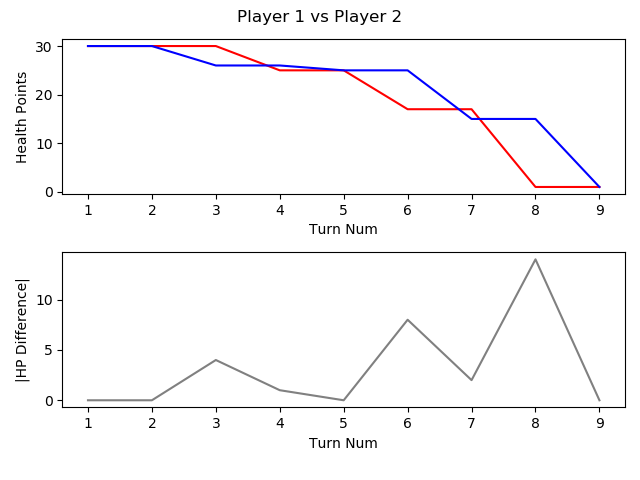 Player 1 vs Player 2
Health Points
30
20
10
0
1 2 3 4 5 6 7 8 9
Turn Num
|HP Difference|
10
5
0
1 2 3 4 5 6 7 8 9
Turn Num